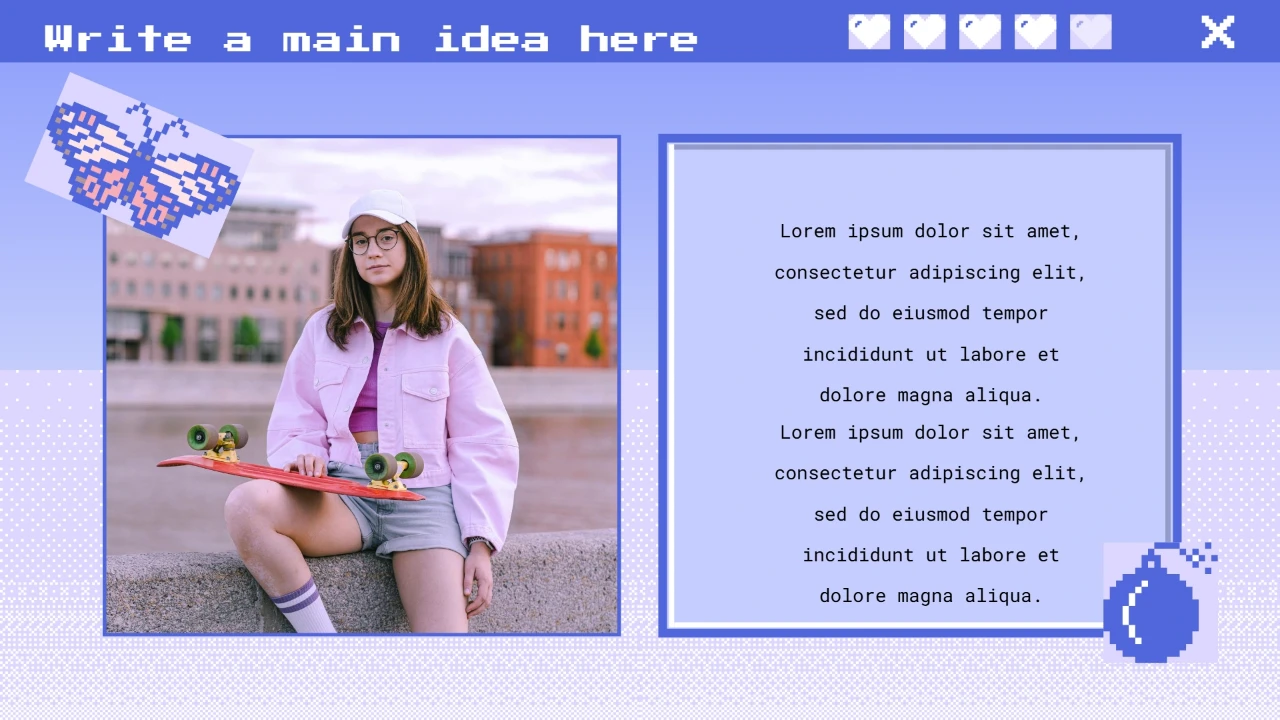 Write a main idea here
Lorem ipsum dolor sit amet,
consectetur adipiscing elit,
sed do eiusmod tempor
incididunt ut labore et
dolore magna aliqua.
Lorem ipsum dolor sit amet,
consectetur adipiscing elit,
sed do eiusmod tempor
incididunt ut labore et
dolore magna aliqua.